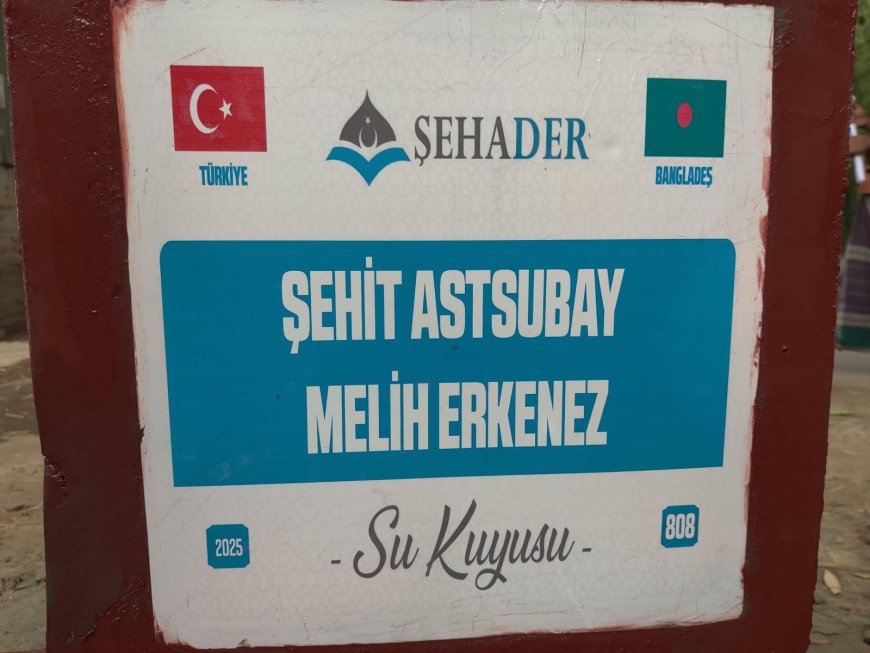 ŞEHADER
TÜRKİYE
BANGLADEŞ
ŞEHİT ASTSUBAY
MELİH ERKENEZ
2025
- Su Kuyusu -
808